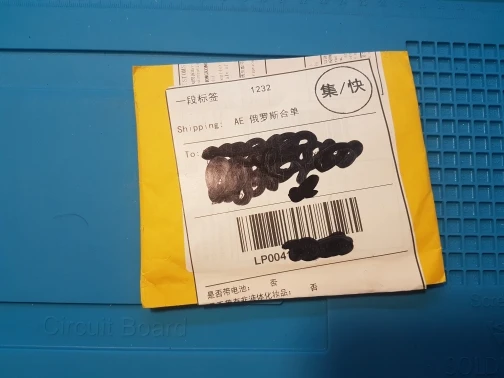 集/快
一段标签 1232
Shipping: AE 俄罗斯合单
To:
LP004
是否带电池: 否
否
Circuit Board